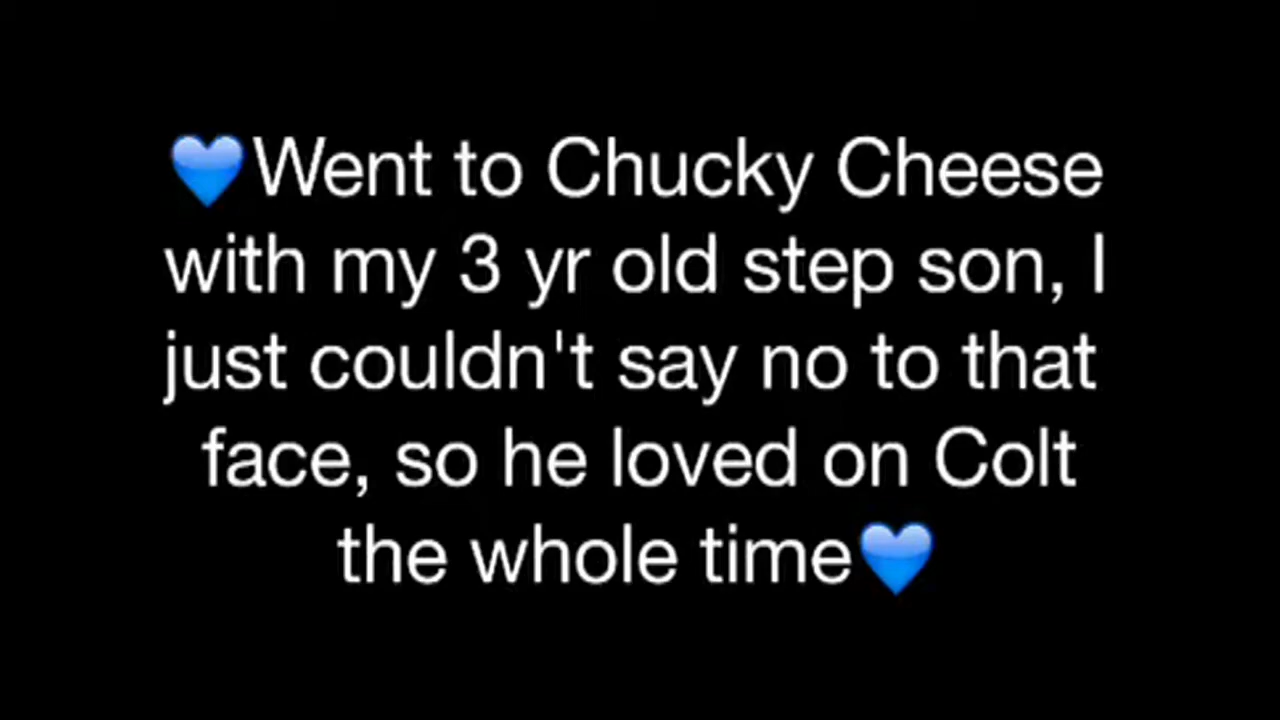 💙Went to Chucky Cheese
with my 3 yr old step son, I
just couldn't say no to that
face, so he loved on Colt
the whole time💙